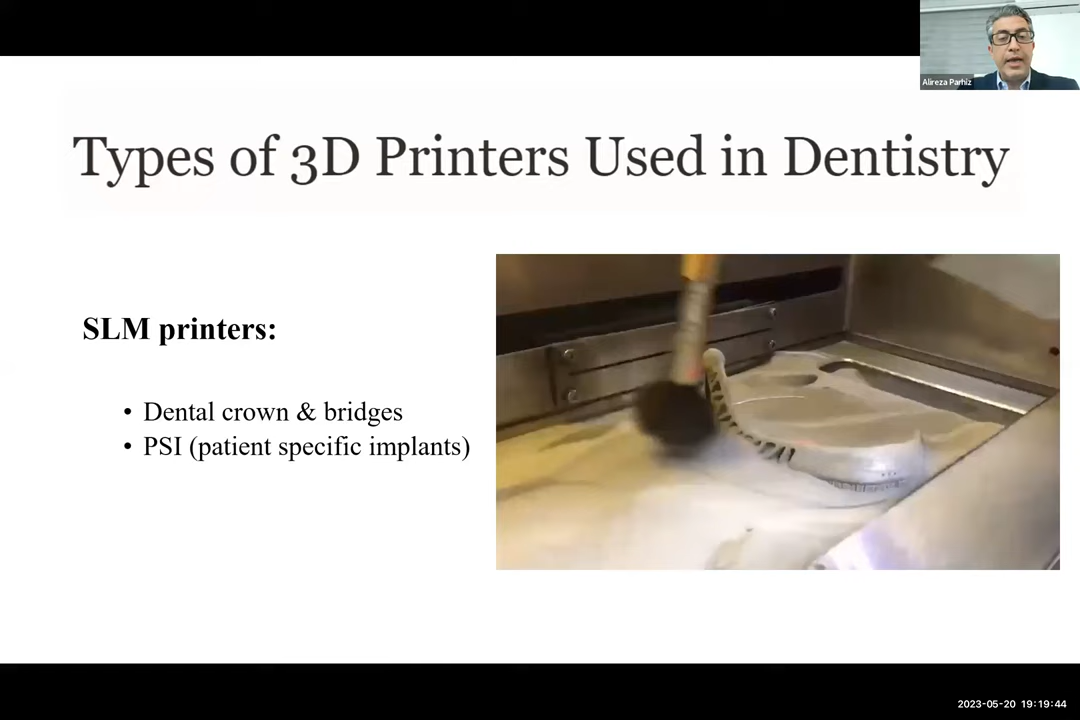 Alireza Parhiz
Types of 3D Printers Used in Dentistry
SLM printers:
• Dental crown & bridges
• PSI (patient specific implants)
2023-05-20 19:19:44